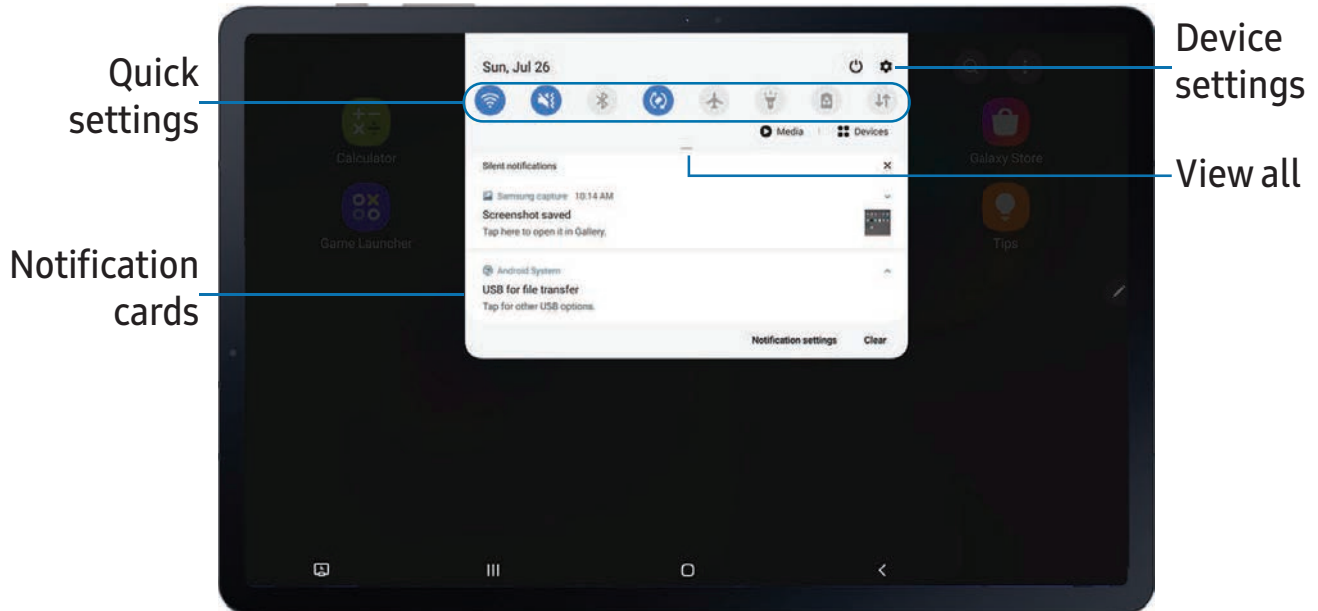 Quick
settings
Device
settings
View all
Notification
cards
Sun, Jul 26
Media
Devices
Silent notifications
Samsung capture 10:14 AM
Screenshot saved
Tap here to open it in Gallery.
Android System
USB for file transfer
Tap for other USB options.
Notification settings Clear
Calculator
Game Launcher
Galaxy Store
Tips